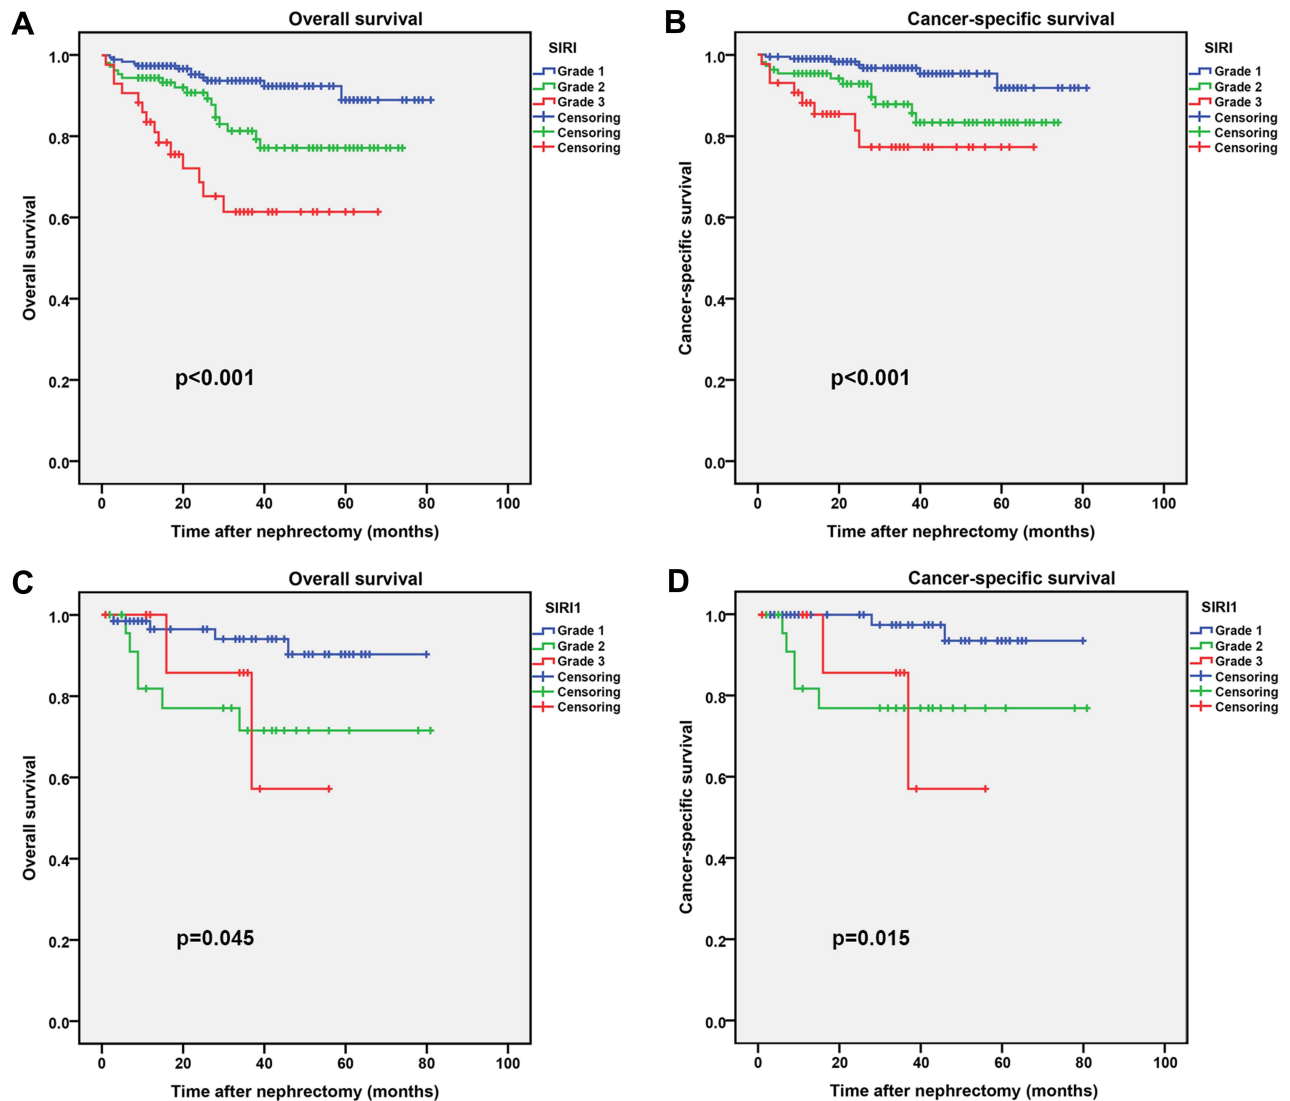 A
Overall survival
SIRI
Grade 1
Grade 2
Grade 3
Censoring
Censoring
Censoring
1.0
0.8
0.6
0.4
0.2
0.0
Overall survival
p<0.001
0 20 40 60 80 100
Time after nephrectomy (months)
B
Cancer-specific survival
SIRI
Grade 1
Grade 2
Grade 3
Censoring
Censoring
Censoring
1.0
0.8
0.6
0.4
0.2
0.0
Cancer-specific survival
p<0.001
0 20 40 60 80 100
Time after nephrectomy (months)
C
Overall survival
SIRI1
Grade 1
Grade 2
Grade 3
Censoring
Censoring
Censoring
1.0
0.8
0.6
0.4
0.2
0.0
Overall survival
p=0.045
0 20 40 60 80 100
Time after nephrectomy (months)
D
Cancer-specific survival
SIRI1
Grade 1
Grade 2
Grade 3
Censoring
Censoring
Censoring
1.0
0.8
0.6
0.4
0.2
0.0
Cancer-specific survival
p=0.015
0 20 40 60 80 100
Time after nephrectomy (months)